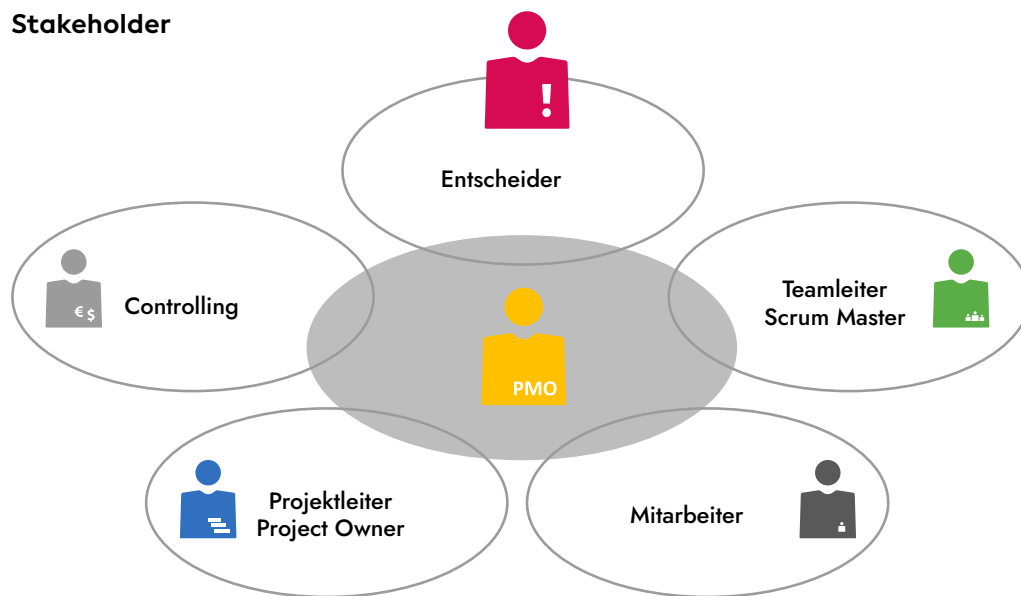 Stakeholder
!
Entscheider
€ $
Controlling
Teamleiter
Scrum Master
PMO
Projektleiter
Project Owner
Mitarbeiter